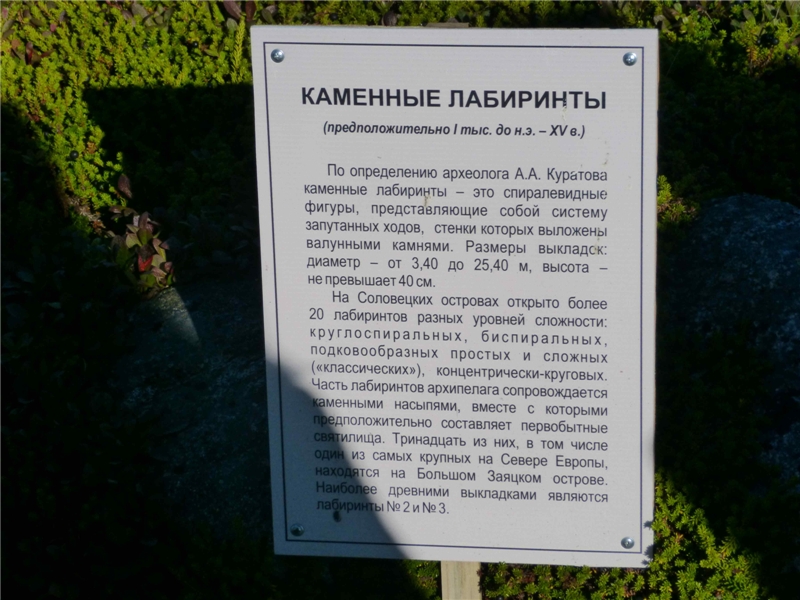 КАМЕННЫЕ ЛАБИРИНТЫ
(предположительно I тыс. до н.э. – XV в.)
По определению археолога А.А. Куратова
каменные лабиринты – это спиралевидные
фигуры, представляющие собой систему
запутанных ходов, стенки которых выложены
валунными камнями. Размеры выкладок:
диаметр – от 3,40 до 25,40 м, высота –
не превышает 40 см.
На Соловецких островах открыто более
20 лабиринтов разных уровней сложности:
круглоспиральных, биспиральных,
подковообразных простых и сложных
(«классических»), концентрически-круговых.
Часть лабиринтов архипелага сопровождается
каменными насыпями, вместе с которыми
предположительно составляет первобытные
святилища. Тринадцать из них, в том числе
один из самых крупных на Севере Европы,
находятся на Большом Заяцком острове.
Наиболее древними выкладками являются
лабиринты № 2 и № 3.